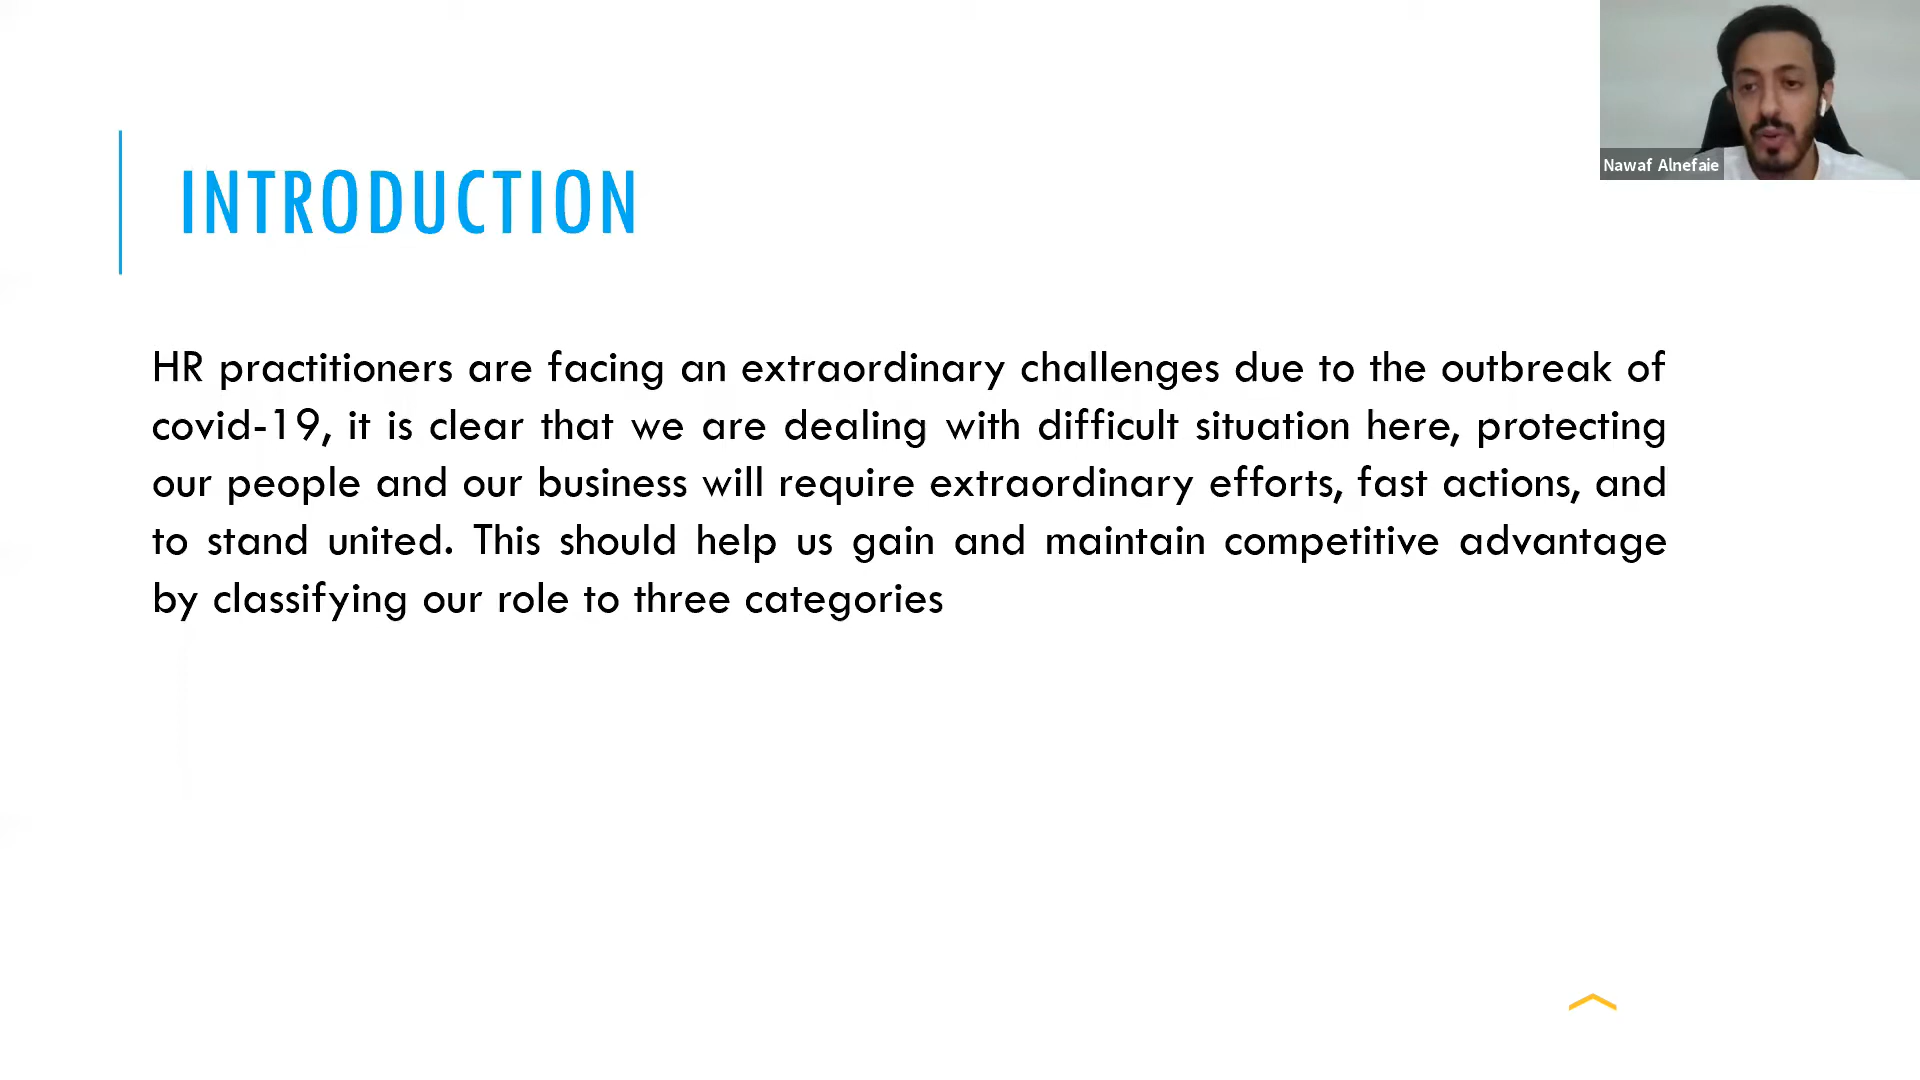 Nawaf Alnefaie
INTRODUCTION
HR practitioners are facing an extraordinary challenges due to the outbreak of
covid-19, it is clear that we are dealing with difficult situation here, protecting
our people and our business will require extraordinary efforts, fast actions, and
to stand united. This should help us gain and maintain competitive advantage
by classifying our role to three categories